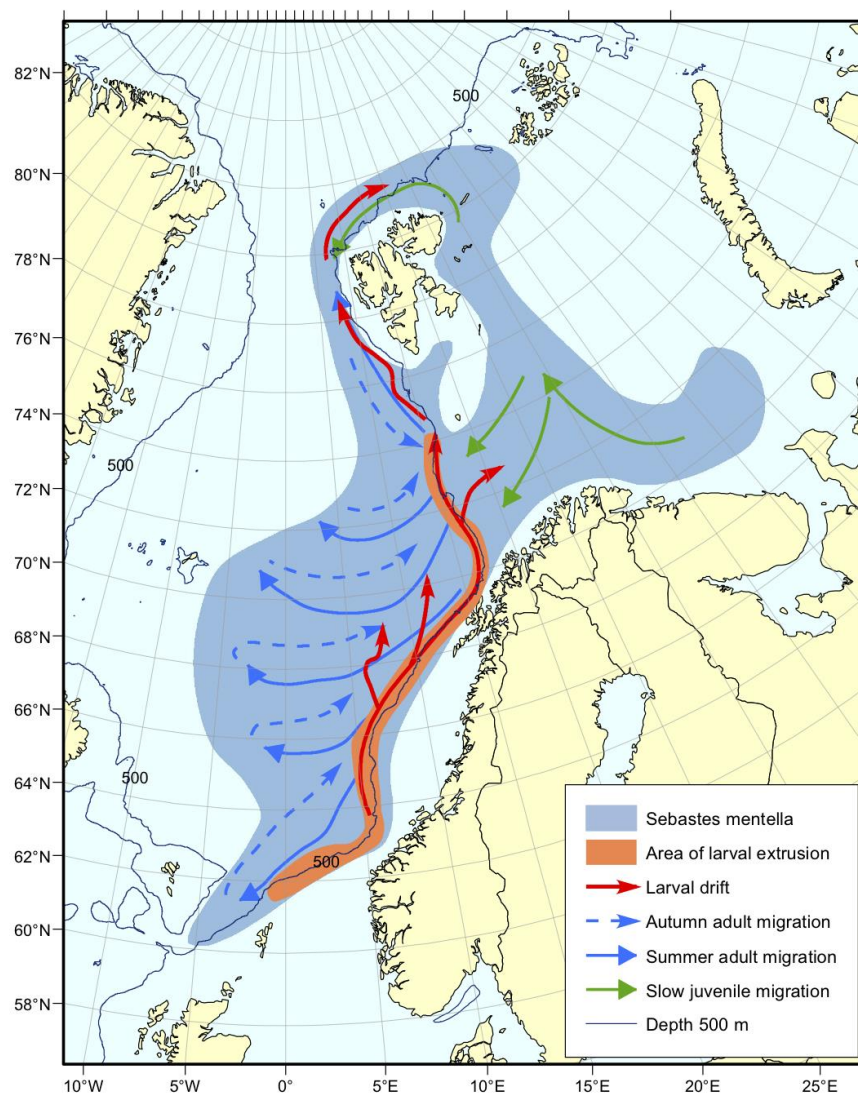 82°N
500
80°N
78°N
76°N
74°N
500
72°N
70°N
68°N
66°N
500
64°N
62°N
500
60°N
58°N
Sebastes mentella
Area of larval extrusion
Larval drift
Autumn adult migration
Summer adult migration
Slow juvenile migration
Depth 500 m
10°W
5°W
0°
5°E
10°E
15°E
20°E
25°E